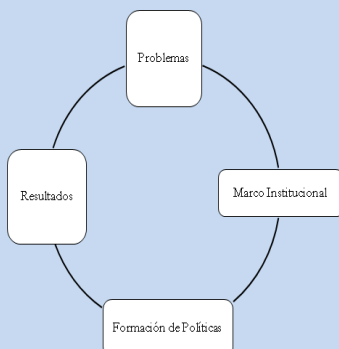 Problemas
Marco Institucional
Resultados
Formación de Políticas